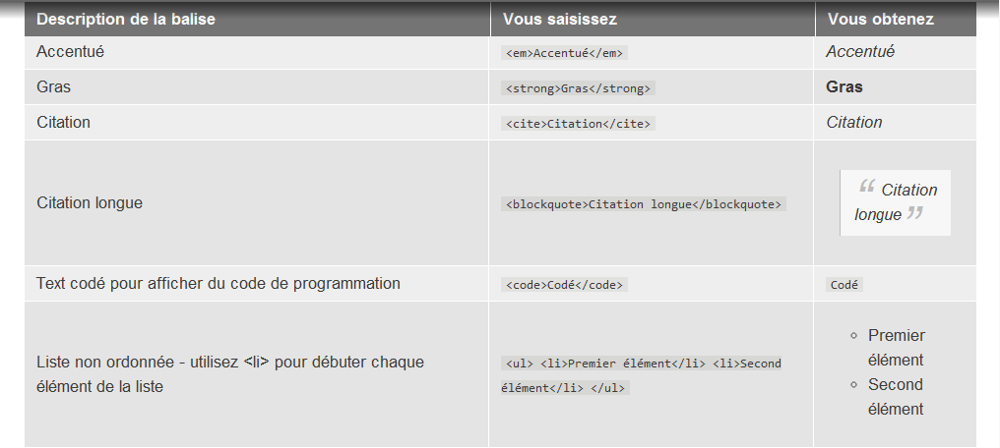 Description de la balise Vous saisissez Vous obtenez
Accentué <em>Accentué</em> Accentué
Gras <strong>Gras</strong> Gras
Citation <cite>Citation</cite> Citation
Citation longue <blockquote>Citation longue</blockquote> “ Citation
longue ”
Text codé pour afficher du code de programmation <code>Codé</code> Codé
Liste non ordonnée - utilisez <li> pour débuter chaque
élément de la liste
<ul> <li>Premier élément</li> <li>Second
élément</li> </ul>
Premier
élément
Second
élément